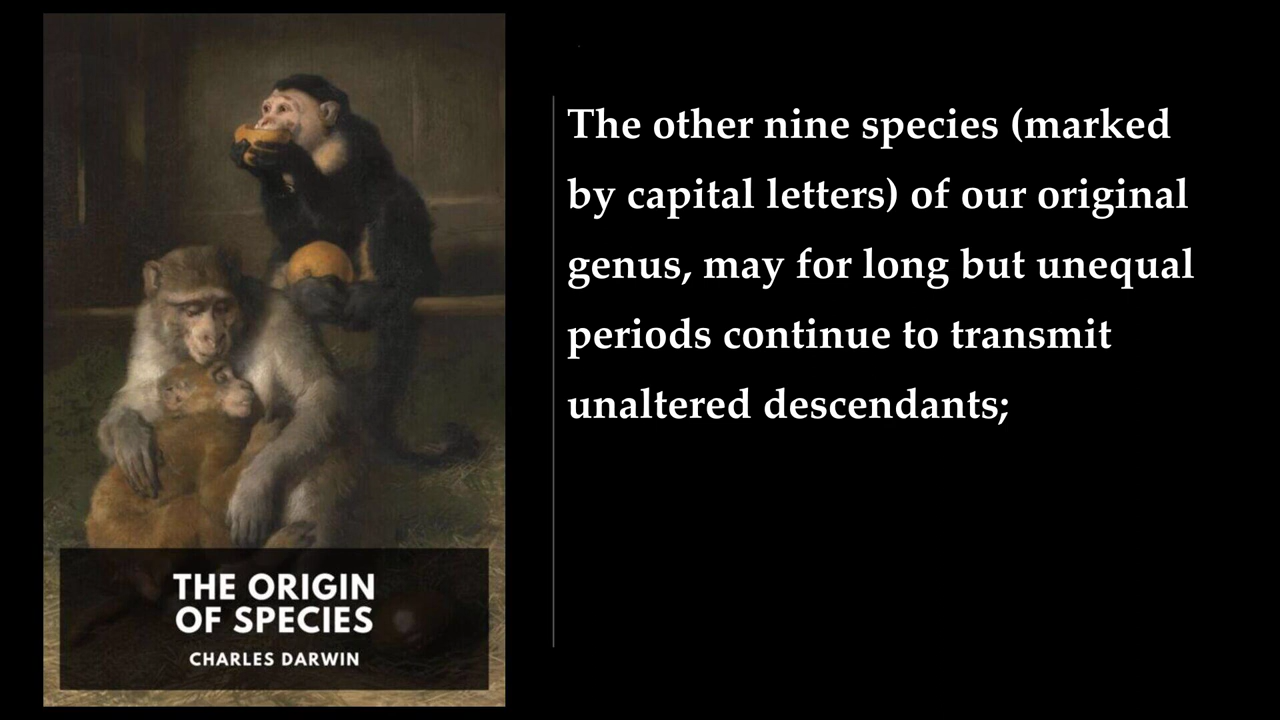 The other nine species (marked
by capital letters) of our original
genus, may for long but unequal
periods continue to transmit
unaltered descendants;
THE ORIGIN
OF SPECIES
CHARLES DARWIN